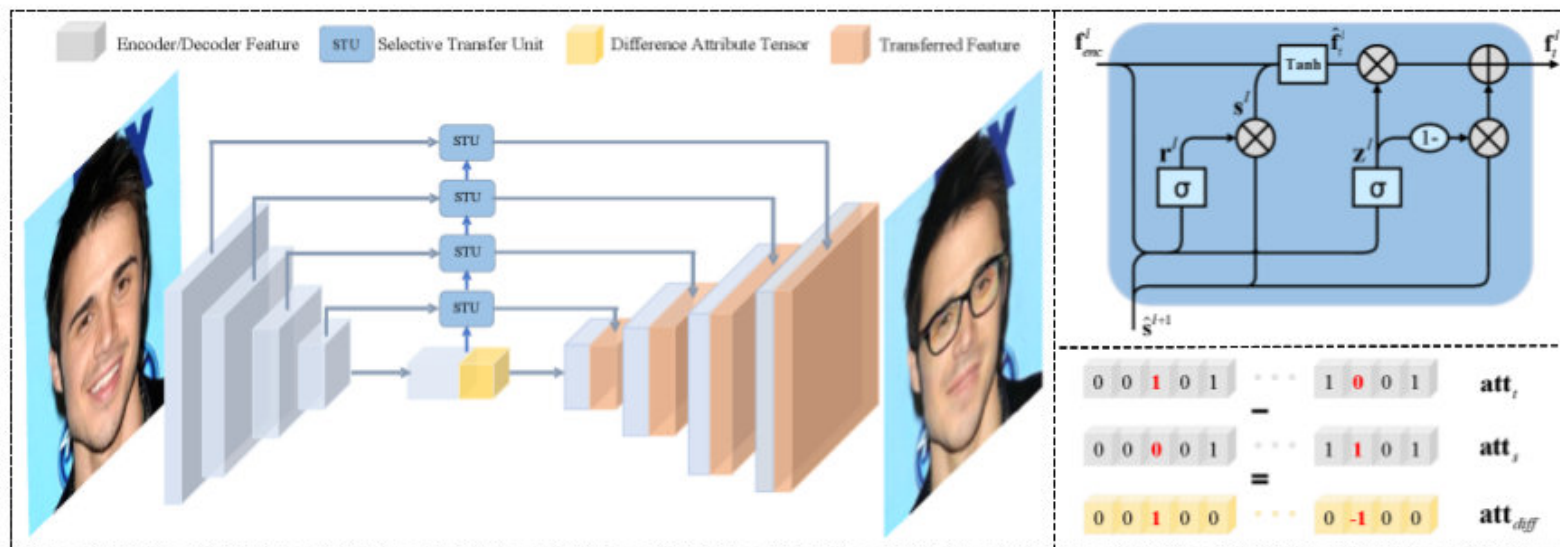 Encoder/Decoder Feature STU Selective Transfer Unit Difference Attribute Tensor Transferred Feature
STU
STU
STU
STU
f^l_enc Tanh f̂^l_t f^l_t
s^l
r^l z^l 1-
σ σ
ŝ^{l+1}
0 0 1 0 1 · · · 1 0 0 1 att_t
−
0 0 0 0 1 · · · 1 1 0 1 att_s
=
0 0 1 0 0 · · · 0 -1 0 0 att_diff